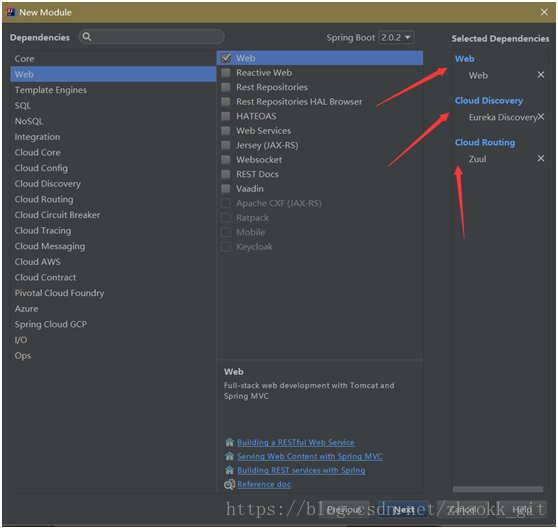 New Module
Dependencies
Spring Boot 2.0.2
Selected Dependencies
Core
Web
Template Engines
SQL
NoSQL
Integration
Cloud Core
Cloud Config
Cloud Discovery
Cloud Routing
Cloud Circuit Breaker
Cloud Tracing
Cloud Messaging
Cloud AWS
Cloud Contract
Pivotal Cloud Foundry
Azure
Spring Cloud GCP
I/O
Ops
Web
Reactive Web
Rest Repositories
Rest Repositories HAL Browser
HATEOAS
Web Services
Jersey (JAX-RS)
Websocket
REST Docs
Vaadin
Apache CXF (JAX-RS)
Ratpack
Mobile
Keycloak
Web
Full-stack web development with Tomcat and
Spring MVC
Building a RESTful Web Service
Serving Web Content with Spring MVC
Building REST services with Spring
Reference doc
Web
Web
Cloud Discovery
Eureka Discovery
Cloud Routing
Zuul
Previous
Next
Cancel
Help
https://blog.csdn.net/zhaokk_git